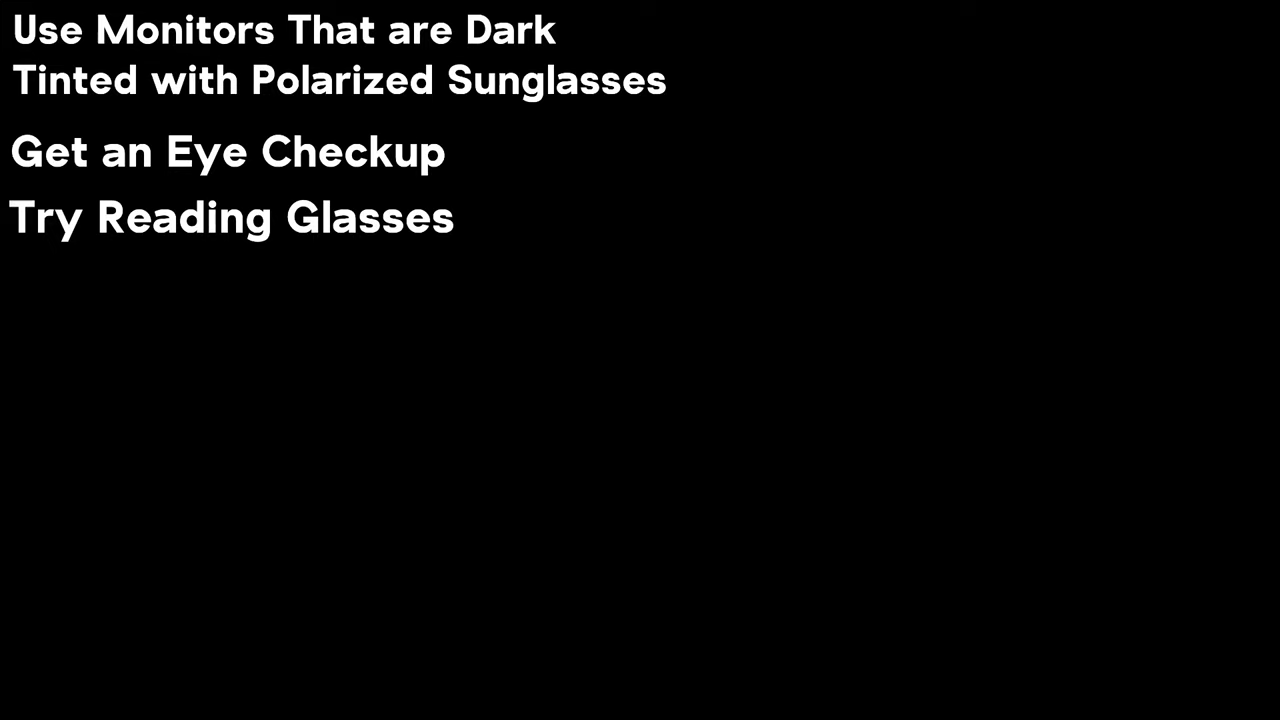 Use Monitors That are Dark
Tinted with Polarized Sunglasses
Get an Eye Checkup
Try Reading Glasses